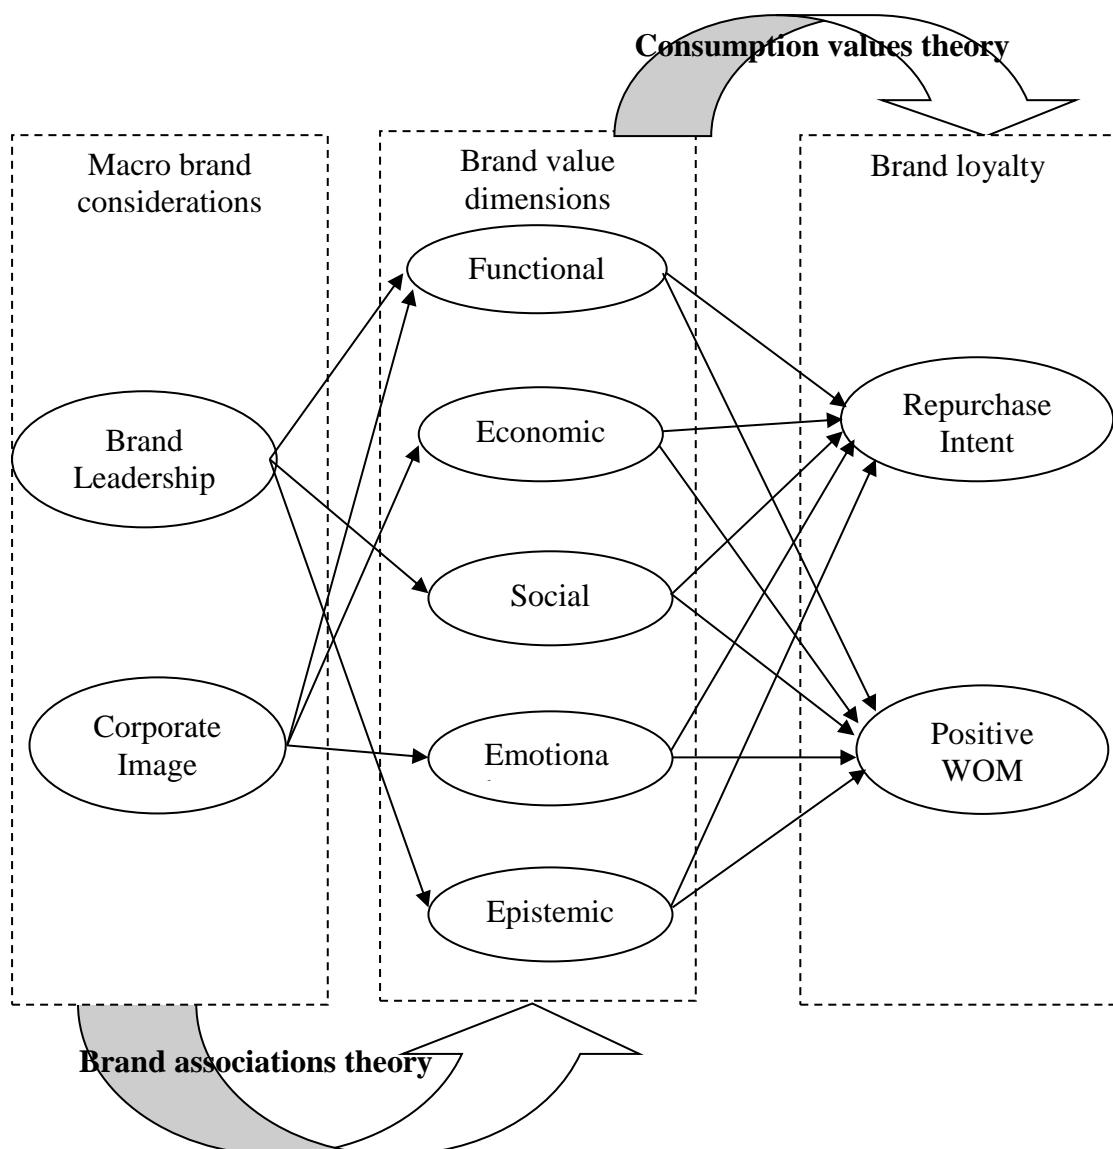 Consumption values theory
Macro brand
considerations
Brand value
dimensions
Brand loyalty
Functional
Economic
Social
Emotiona
Epistemic
Brand
Leadership
Corporate
Image
Repurchase
Intent
Positive
WOM
Brand associations theory